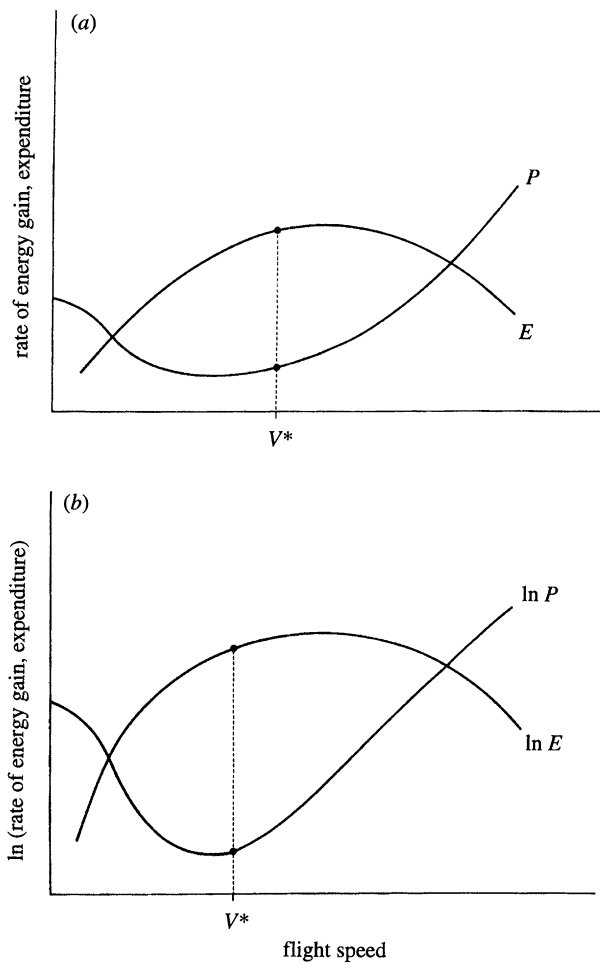 (a)
rate of energy gain, expenditure
P
E
V*
(b)
ln (rate of energy gain, expenditure)
ln P
ln E
V*
flight speed